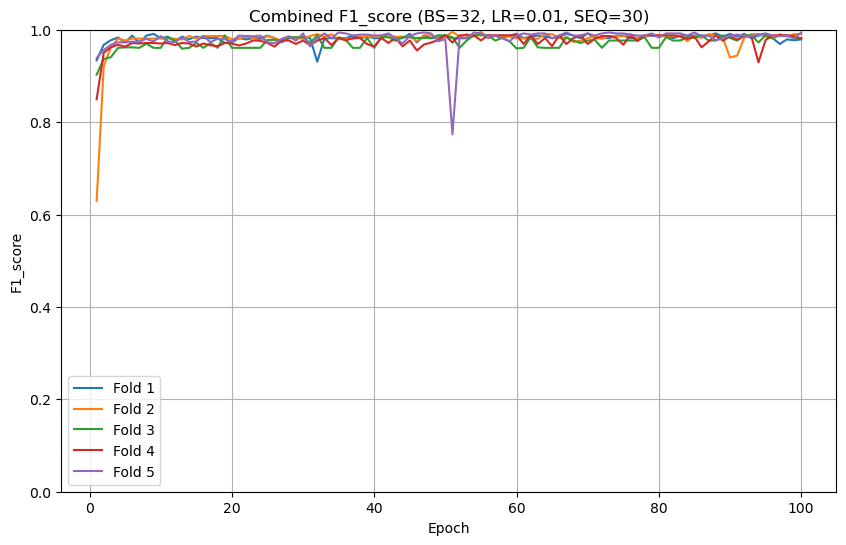 Combined F1_score (BS=32, LR=0.01, SEQ=30)
1.0
0.8
0.6
0.4
0.2
0.0
F1_score
Fold 1
Fold 2
Fold 3
Fold 4
Fold 5
0 20 40 60 80 100
Epoch